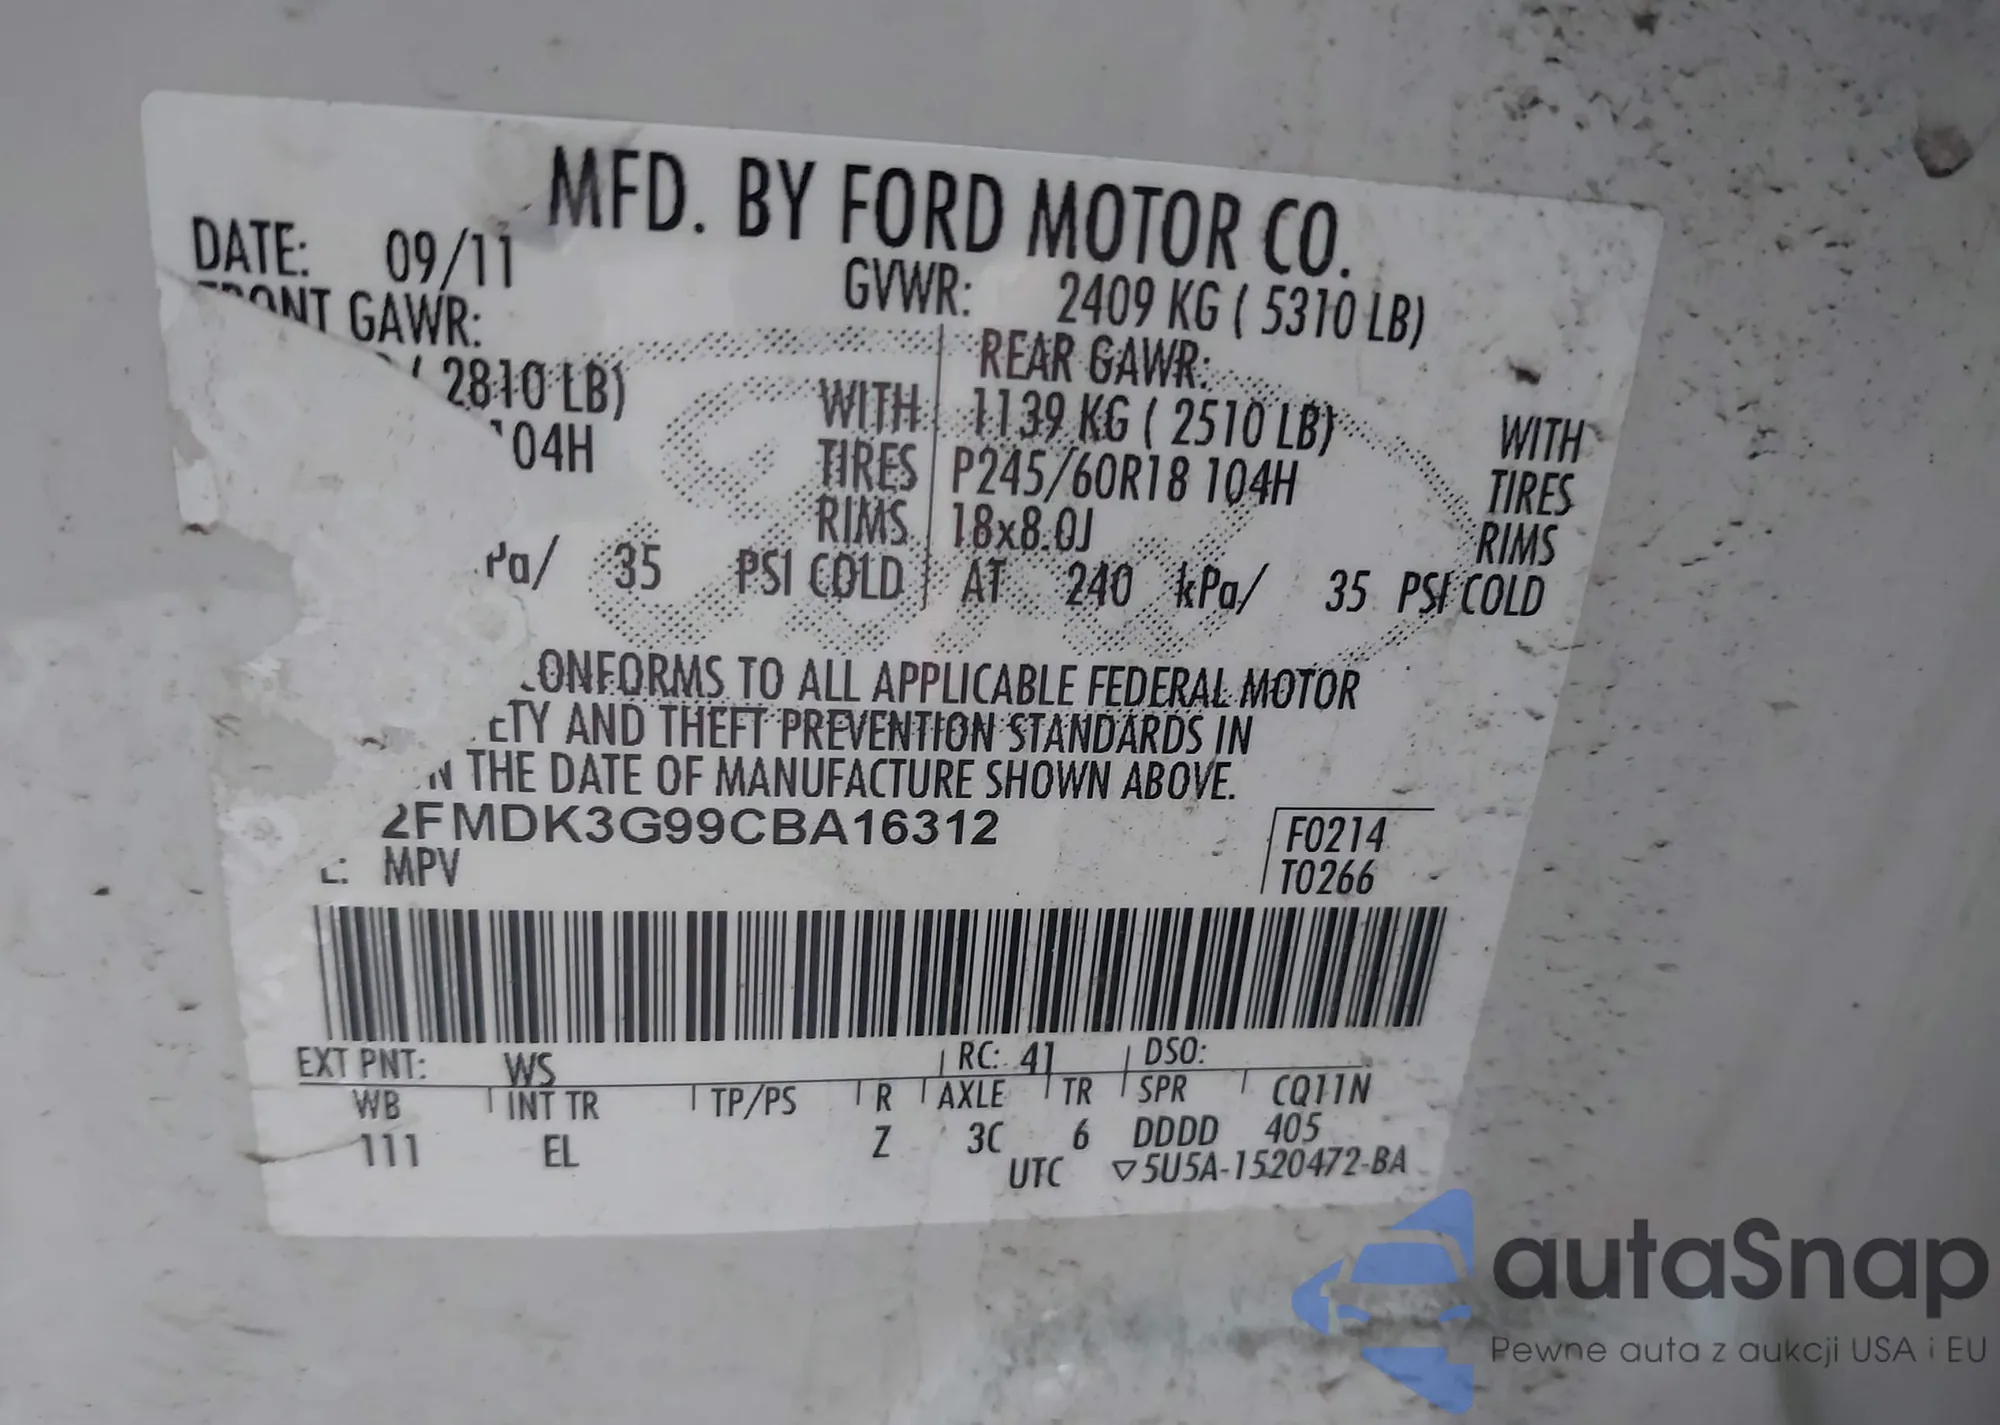 MFD. BY FORD MOTOR CO.
DATE: 09/11 GVWR: 2409 KG ( 5310 LB)
FRONT GAWR: REAR GAWR:
( 2810 LB) WITH 1139 KG ( 2510 LB) WITH
104H TIRES P245/60R18 104H TIRES
RIMS 18x8.0J RIMS
Pa/ 35 PSI COLD AT 240 kPa/ 35 PSI COLD
CONFORMS TO ALL APPLICABLE FEDERAL MOTOR
ETY AND THEFT PREVENTION STANDARDS IN
N THE DATE OF MANUFACTURE SHOWN ABOVE.
2FMDK3G99CBA16312 F0214
: MPV T0266
EXT PNT: WS RC: 41 DSO:
WB INT TR TP/PS R AXLE TR SPR CQ11N
111 EL Z 3C 6 DDDD 405
UTC ▽5U5A-1520472-BA
autaSnap
Pewne auta z aukcji USA i EU